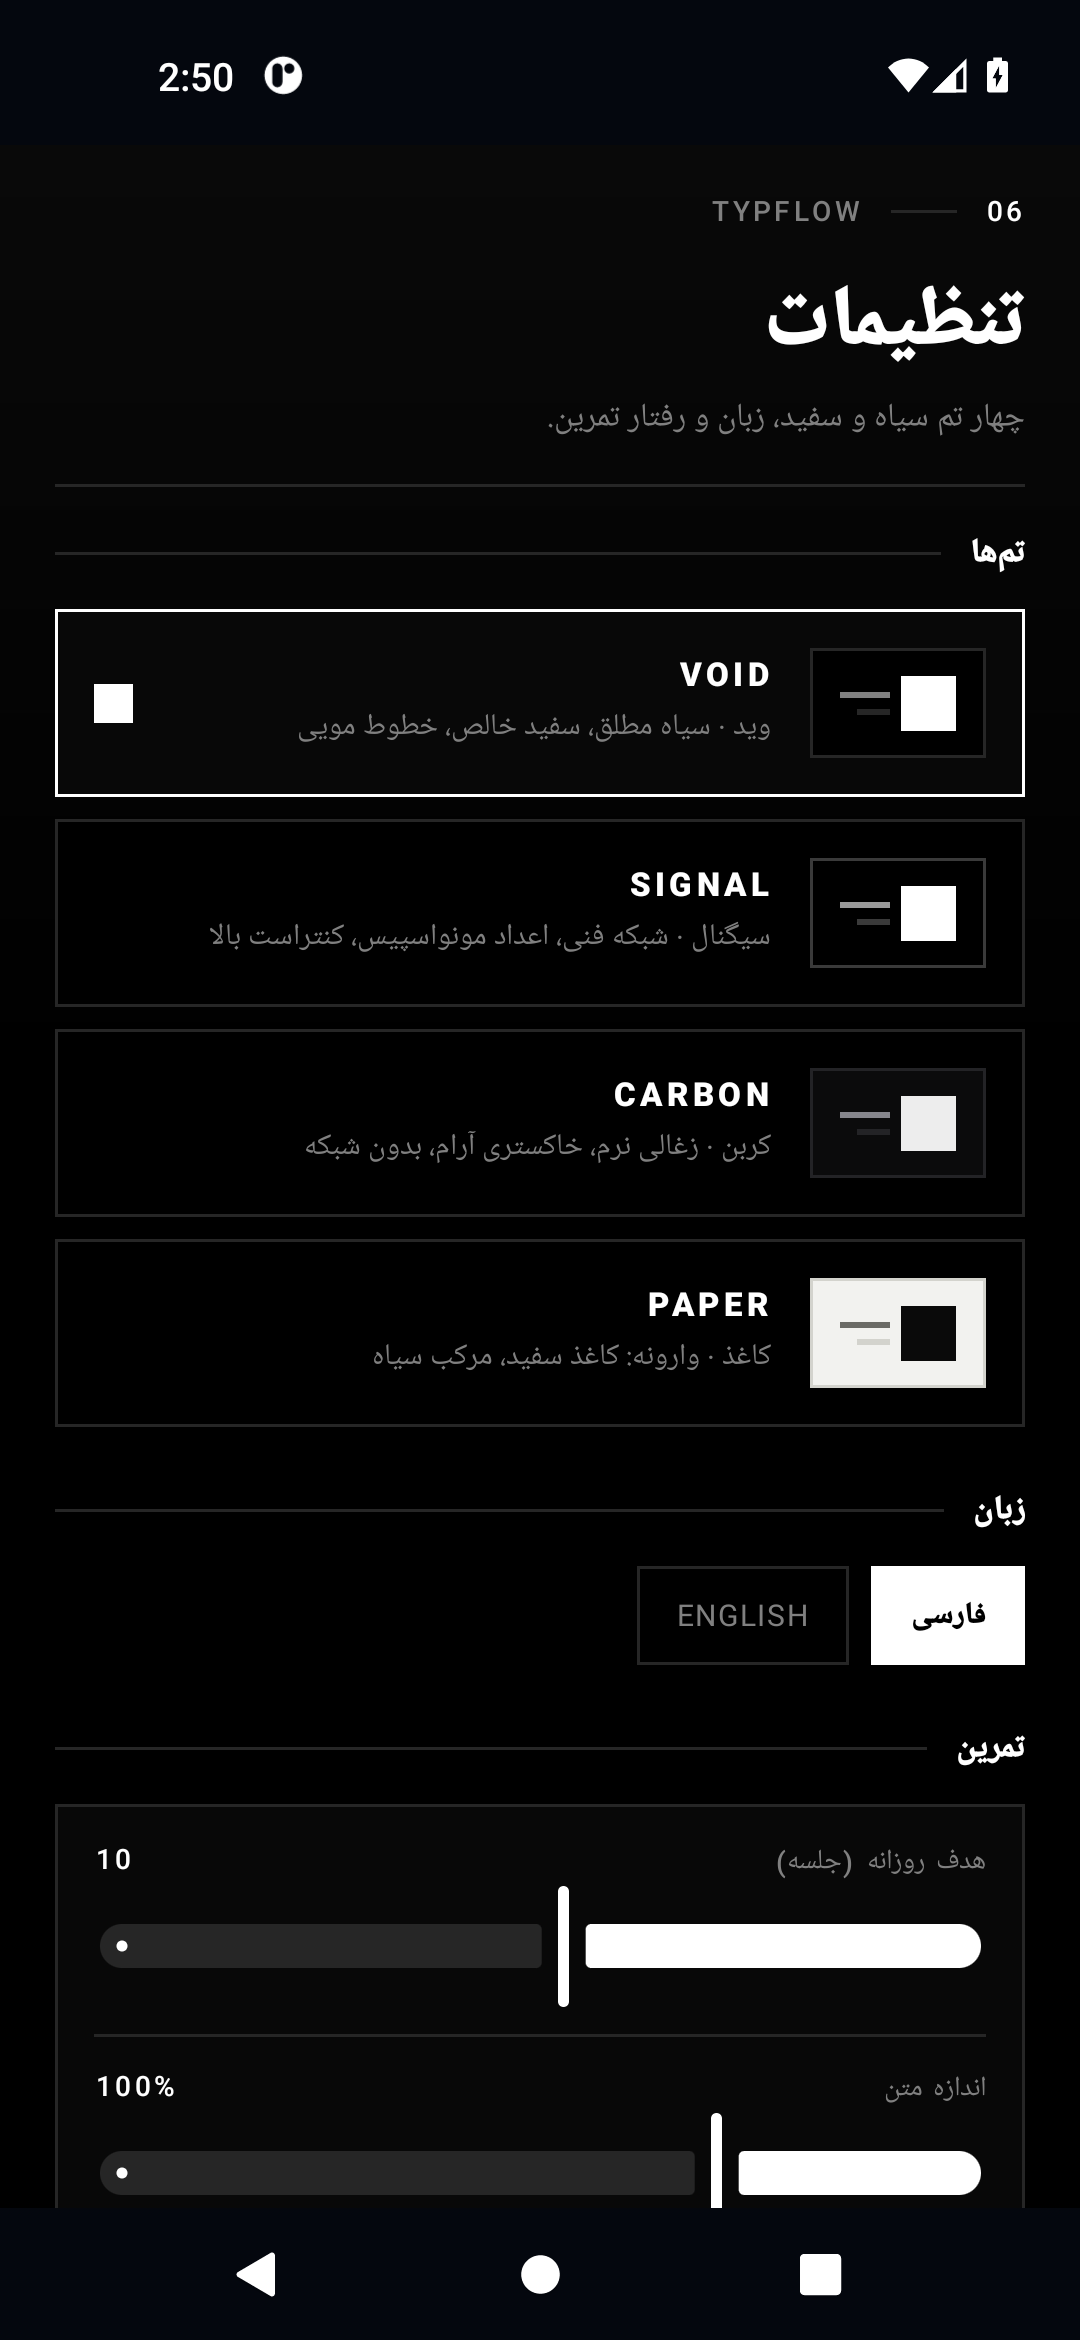 2:50
06 TYPFLOW
تنظیمات
چهار تم سیاه و سفید، زبان و رفتار تمرین.
تم‌ها
VOID
وید · سیاه مطلق، سفید خالص، خطوط مویی
SIGNAL
سیگنال · شبکه فنی، اعداد مونواسپیس، کنتراست بالا
CARBON
کربن · زغالی نرم، خاکستری آرام، بدون شبکه
PAPER
کاغذ · وارونه: کاغذ سفید، مرکب سیاه
زبان
فارسی ENGLISH
تمرین
هدف روزانه (جلسه) 10
اندازه متن 100%